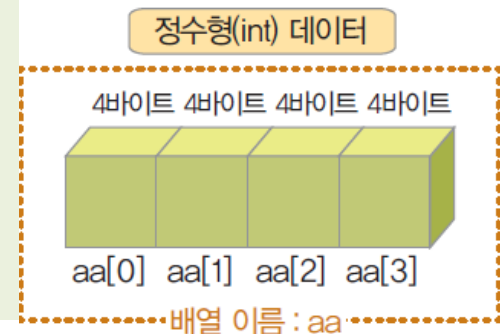 정수형(int) 데이터
4바이트 4바이트 4바이트 4바이트
aa[0] aa[1] aa[2] aa[3]
배열 이름 : aa